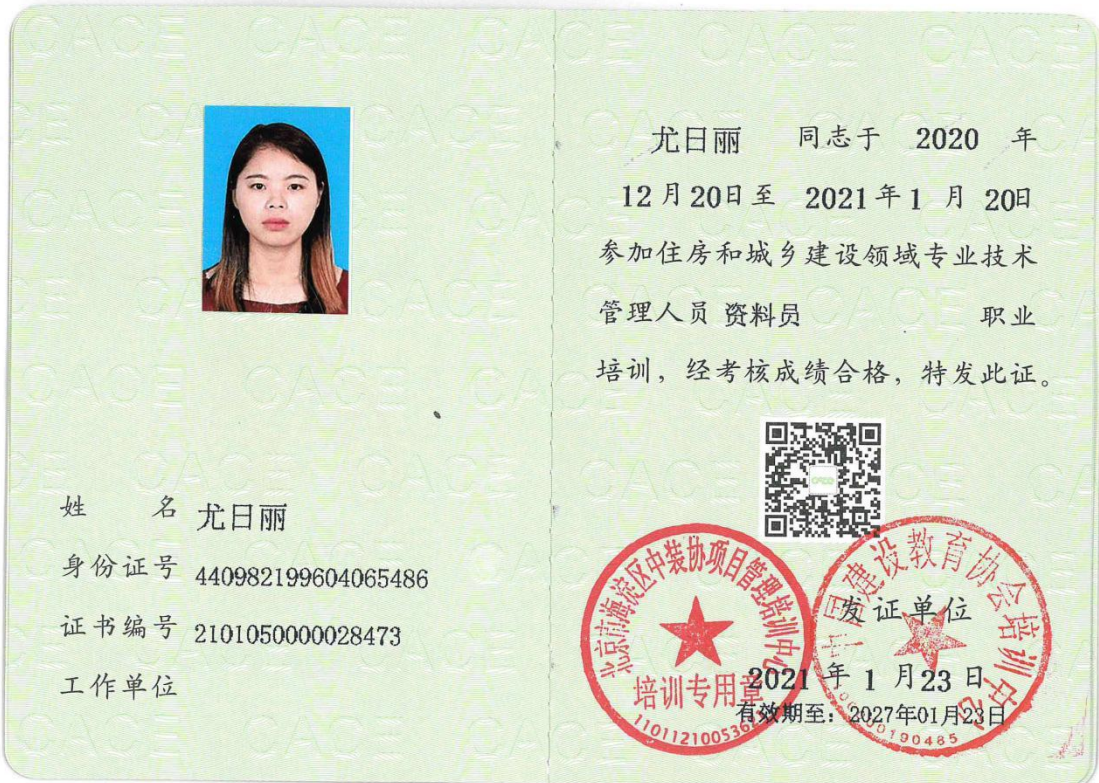 姓 名 尤日丽
身份证号 440982199604065486
证书编号 2101050000028473
工作单位
尤日丽 同志于 2020 年
12月20日至 2021年1 月 20日
参加住房和城乡建设领域专业技术
管理人员 资料员 职业
培训，经考核成绩合格，特发此证。
CACE
北京市海淀区中装协项目管理培训中心
培训专用章
中国建设教育协会培训中心
发证单位
2021 年 1 月 23 日
有效期至：2027年01月23日